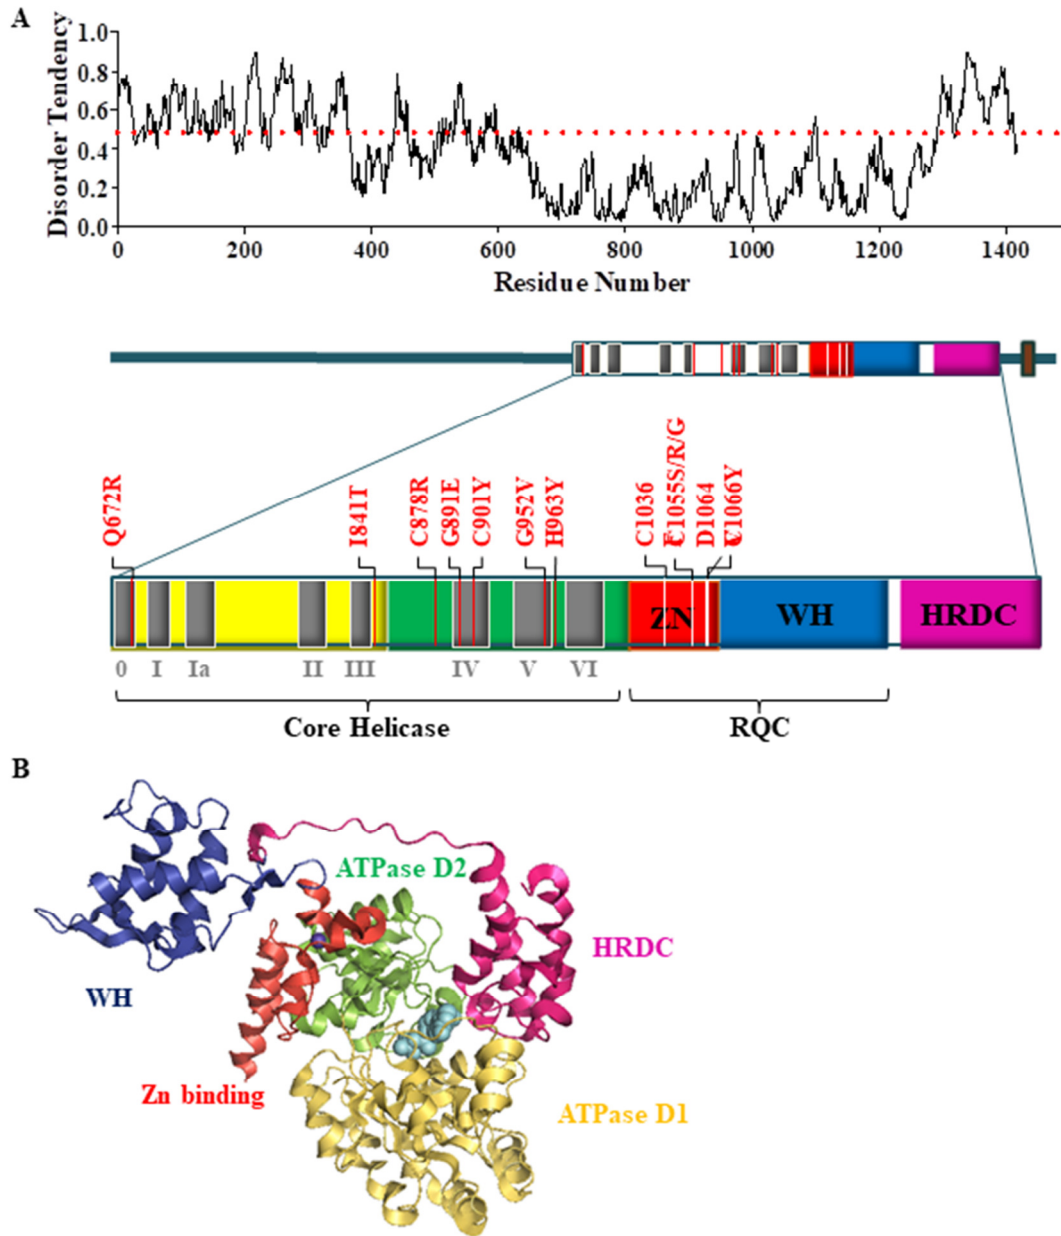 A
Disorder Tendency
1.0
0.8
0.6
0.4
0.2
0.0
0 200 400 600 800 1000 1200 1400
Residue Number
Q672R I841T C878R G891E C901Y G952V H963Y C1036 C1055S/R/G D1064 C1066Y
ZN WH HRDC
0 I Ia II III IV V VI
Core Helicase RQC
B
ATPase D2
HRDC
WH
Zn binding
ATPase D1